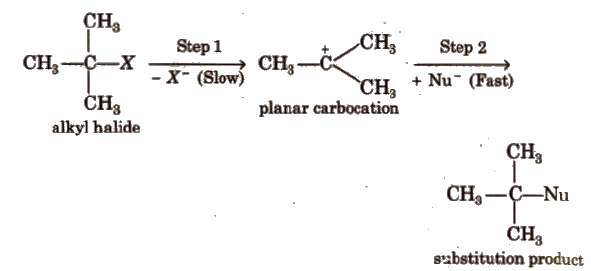 CH₃
CH₃—C—X
CH₃
alkyl halide
Step 1
– X⁻ (Slow)
CH₃—C⁺
CH₃
CH₃
planar carbocation
Step 2
+ Nu⁻ (Fast)
CH₃
CH₃—C—Nu
CH₃
substitution product